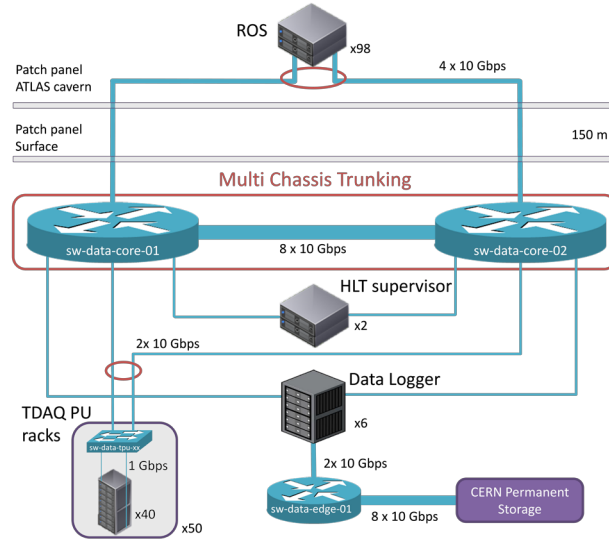 ROS
x98
Patch panel
ATLAS cavern
4 x 10 Gbps
Patch panel
Surface
150 m
Multi Chassis Trunking
sw-data-core-01
8 x 10 Gbps
sw-data-core-02
HLT supervisor
x2
2x 10 Gbps
Data Logger
x6
TDAQ PU
racks
sw-data-tpu-xx
1 Gbps
x40
x50
2x 10 Gbps
sw-data-edge-01
8 x 10 Gbps
CERN Permanent
Storage